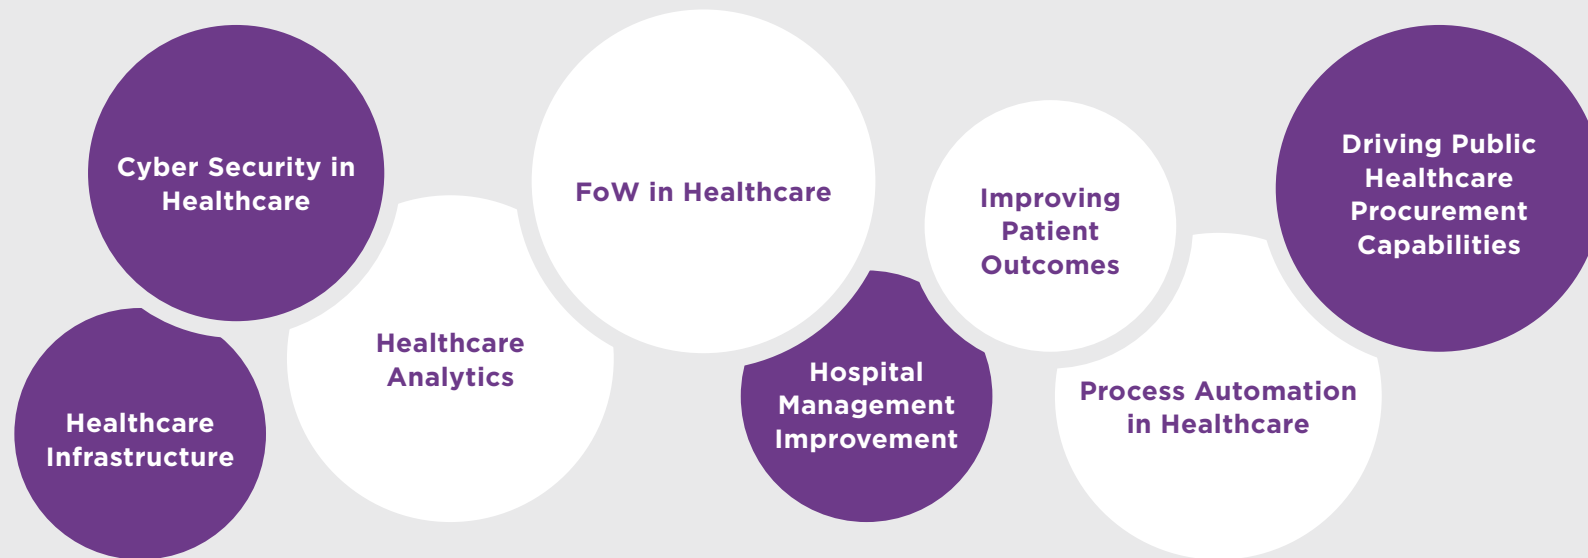 Cyber Security in
Healthcare
Healthcare
Infrastructure
Healthcare
Analytics
FoW in Healthcare
Hospital
Management
Improvement
Improving
Patient
Outcomes
Process Automation
in Healthcare
Driving Public
Healthcare
Procurement
Capabilities